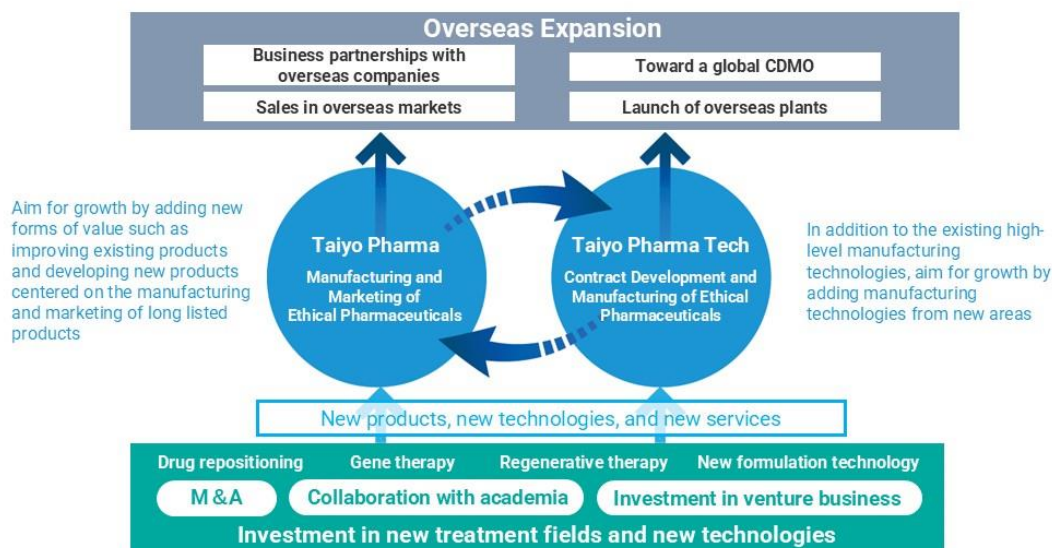 Overseas Expansion
Business partnerships with
overseas companies
Toward a global CDMO
Sales in overseas markets
Launch of overseas plants
Aim for growth by adding new
forms of value such as
improving existing products
and developing new products
centered on the manufacturing
and marketing of long listed
products
Taiyo Pharma
Manufacturing and
Marketing of
Ethical Pharmaceuticals
Taiyo Pharma Tech
Contract Development and
Manufacturing of Ethical
Pharmaceuticals
In addition to the existing high-
level manufacturing
technologies, aim for growth by
adding manufacturing
technologies from new areas
New products, new technologies, and new services
Drug repositioning
Gene therapy
Regenerative therapy
New formulation technology
M&A
Collaboration with academia
Investment in venture business
Investment in new treatment fields and new technologies